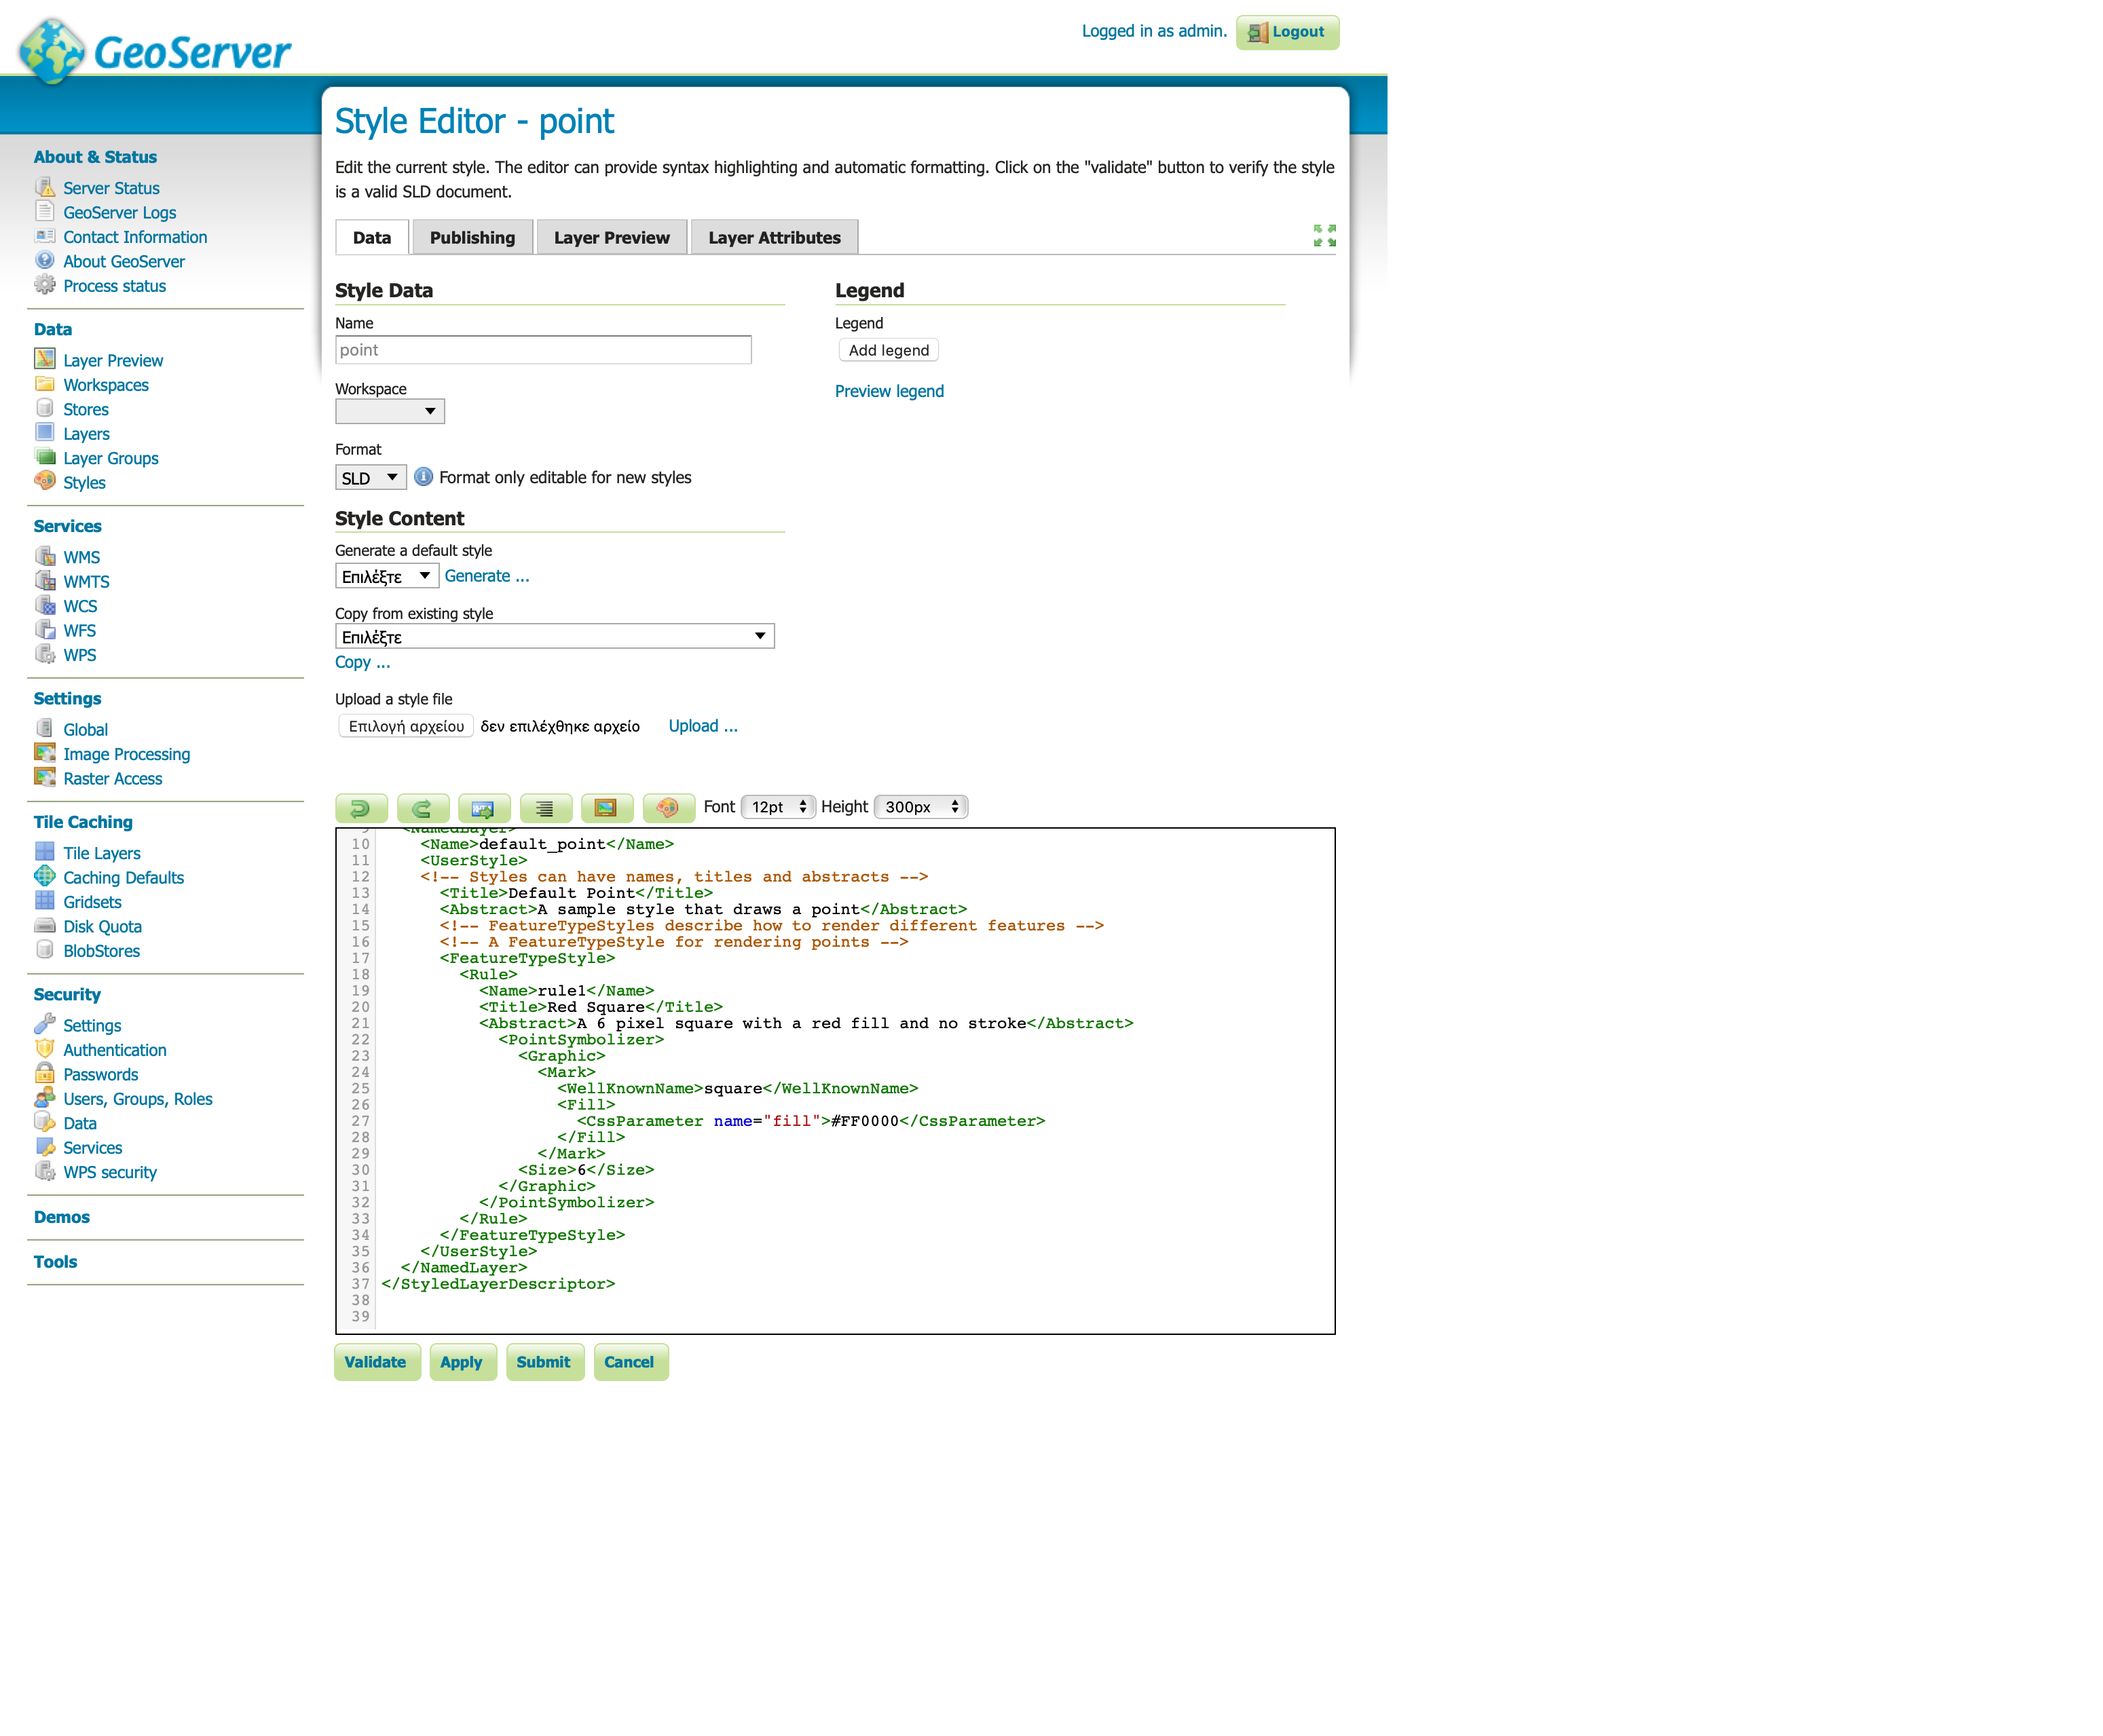 GeoServer
Logged in as admin.
Logout
About & Status
Server Status
GeoServer Logs
Contact Information
About GeoServer
Process status
Data
Layer Preview
Workspaces
Stores
Layers
Layer Groups
Styles
Services
WMS
WMTS
WCS
WFS
WPS
Settings
Global
Image Processing
Raster Access
Tile Caching
Tile Layers
Caching Defaults
Gridsets
Disk Quota
BlobStores
Security
Settings
Authentication
Passwords
Users, Groups, Roles
Data
Services
WPS security
Demos
Tools
Style Editor - point
Edit the current style. The editor can provide syntax highlighting and automatic formatting. Click on the "validate" button to verify the style
is a valid SLD document.
Data Publishing Layer Preview Layer Attributes
Style Data
Name
point
Workspace
Format
SLD Format only editable for new styles
Legend
Legend
Add legend
Preview legend
Style Content
Generate a default style
Επιλέξτε Generate ...
Copy from existing style
Επιλέξτε
Copy ...
Upload a style file
Επιλογή αρχείου δεν επιλέχθηκε αρχείο Upload ...
Font 12pt Height 300px
9 <NamedLayer>
10 <Name>default_point</Name>
11 <UserStyle>
12 <!-- Styles can have names, titles and abstracts -->
13 <Title>Default Point</Title>
14 <Abstract>A sample style that draws a point</Abstract>
15 <!-- FeatureTypeStyles describe how to render different features -->
16 <!-- A FeatureTypeStyle for rendering points -->
17 <FeatureTypeStyle>
18 <Rule>
19 <Name>rule1</Name>
20 <Title>Red Square</Title>
21 <Abstract>A 6 pixel square with a red fill and no stroke</Abstract>
22 <PointSymbolizer>
23 <Graphic>
24 <Mark>
25 <WellKnownName>square</WellKnownName>
26 <Fill>
27 <CssParameter name="fill">#FF0000</CssParameter>
28 </Fill>
29 </Mark>
30 <Size>6</Size>
31 </Graphic>
32 </PointSymbolizer>
33 </Rule>
34 </FeatureTypeStyle>
35 </UserStyle>
36 </NamedLayer>
37 </StyledLayerDescriptor>
38
39
Validate Apply Submit Cancel